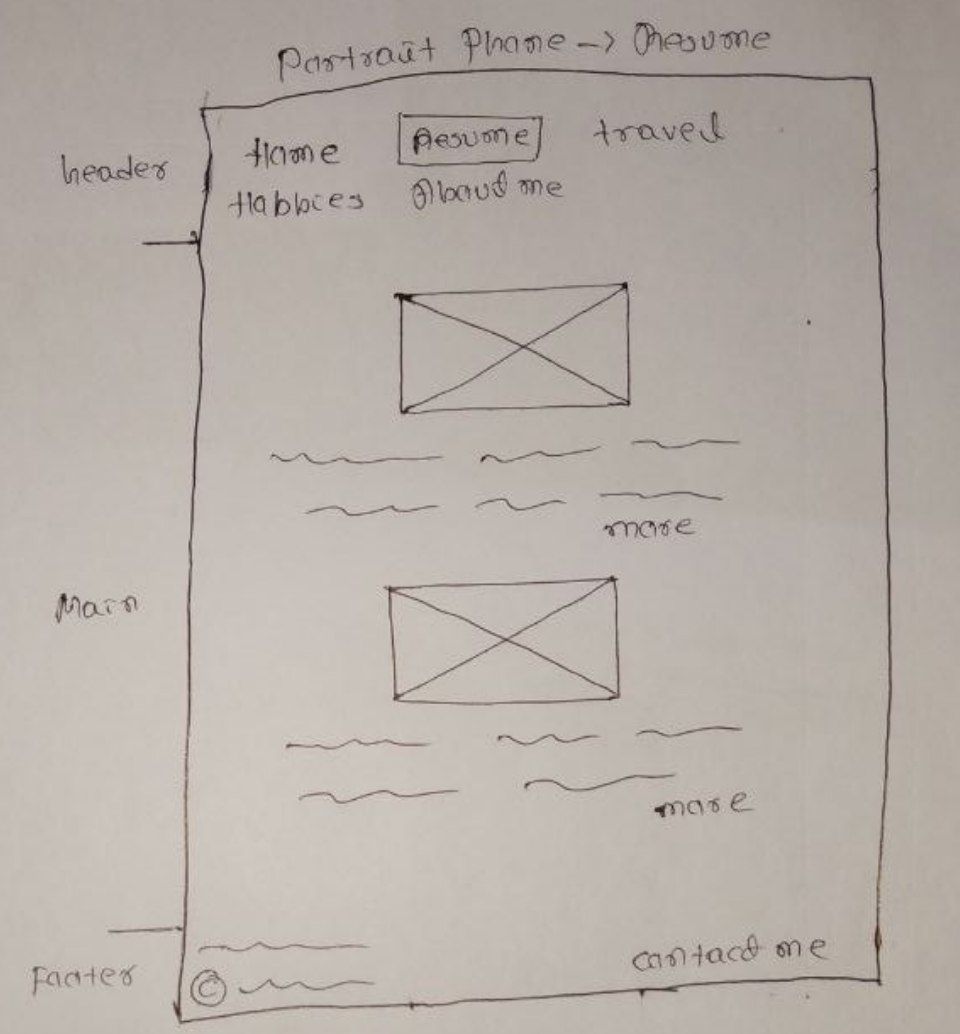 Portrait Phone -> Resume
header
Home Resume travel
Hobbies About me
more
Main
more
Footer
contact me
©